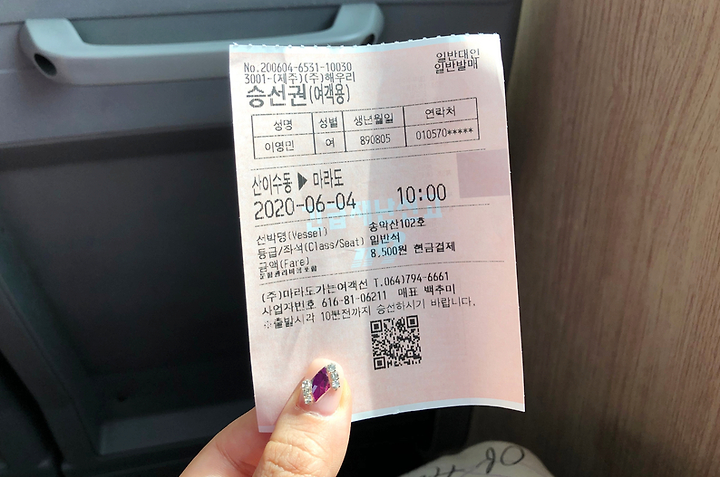 No.200604-6531-10030
일반대인
3001-(제주)(주)해우리
일반발매
승선권(여객용)
성명 성별 생년월일 연락처
이영민 여 890805 010570*****
산이수동 ▶ 마라도
2020-06-04 10:00
선박명(Vessel) 송악산102호
등급/좌석(Class/Seat) 일반석
금액(Fare) 8,500원 현금결제
(주)마라도가는여객선 T.064)794-6661
사업자번호 616-81-06211 매표 백추미
※출발시각 10분전까지 승선하시기 바랍니다.